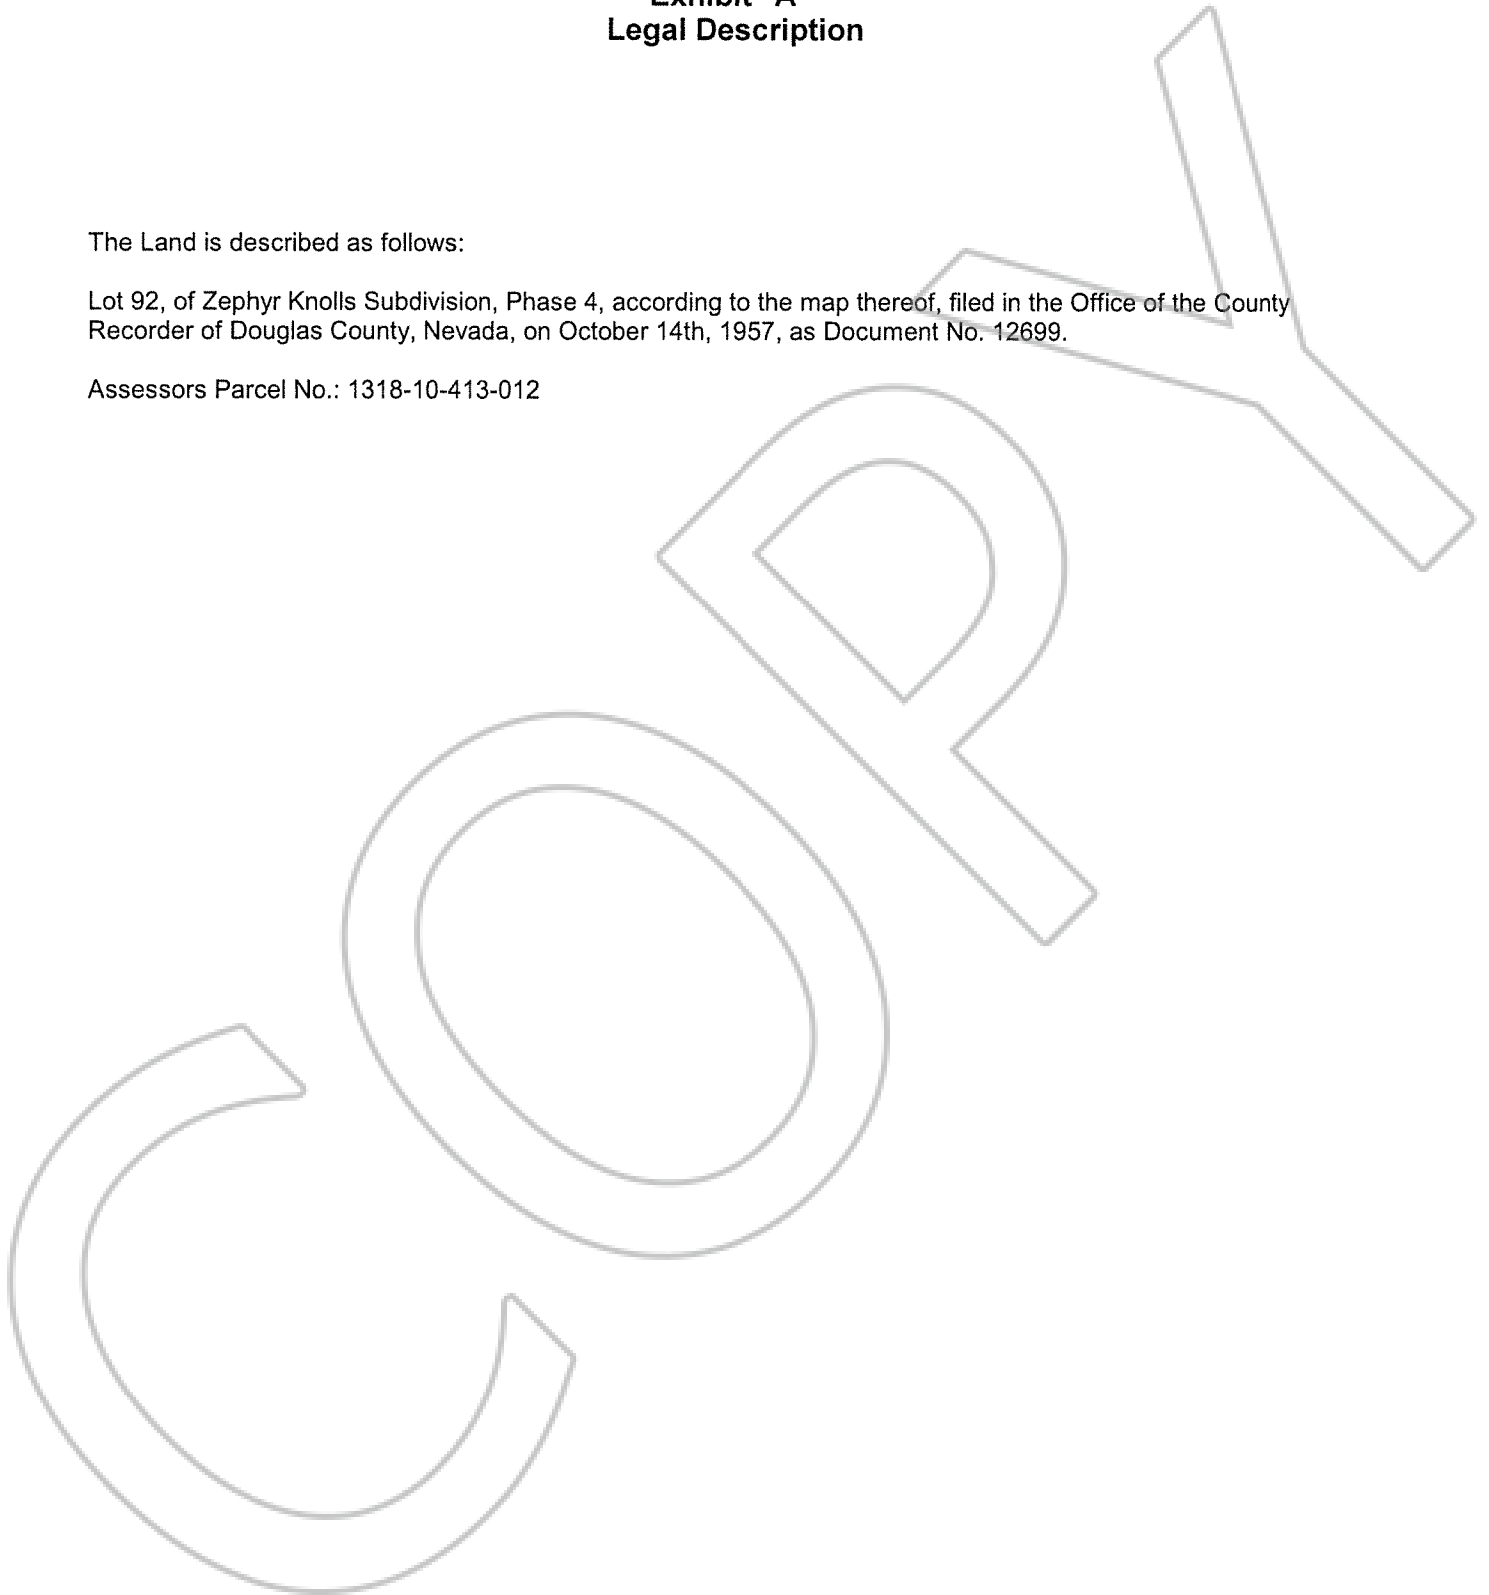 Exhibit "A"
Legal Description
The Land is described as follows:
Lot 92, of Zephyr Knolls Subdivision, Phase 4, according to the map thereof, filed in the Office of the County
Recorder of Douglas County, Nevada, on October 14th, 1957, as Document No. 12699.
Assessors Parcel No.: 1318-10-413-012
COPY